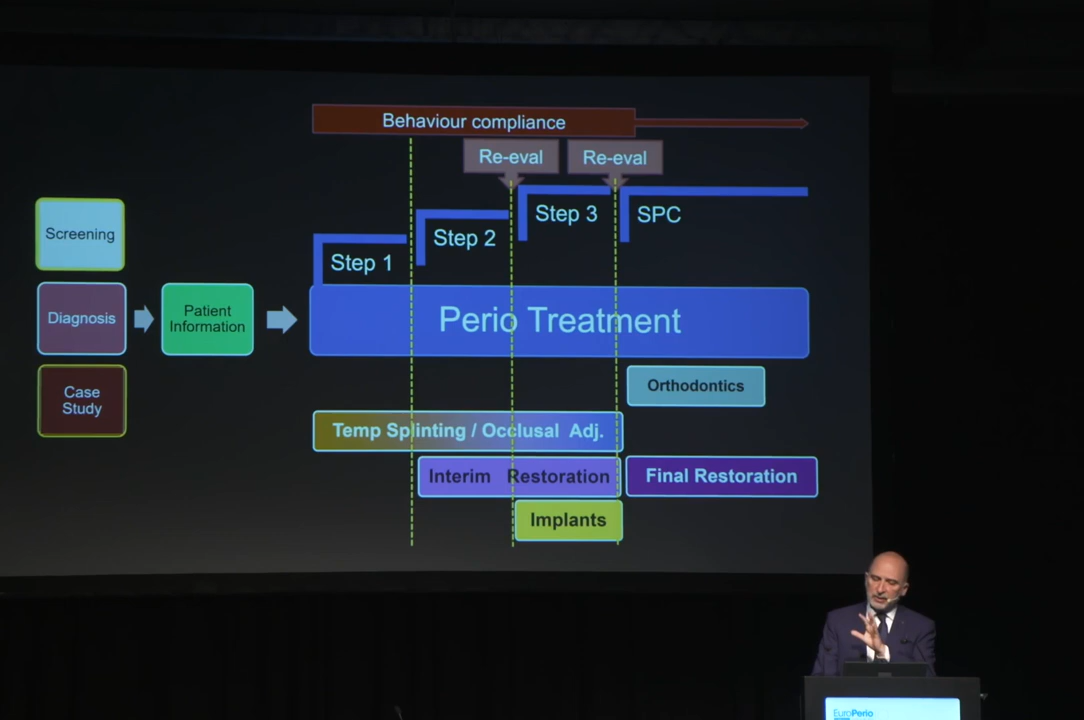 Behaviour compliance
Re-eval
Re-eval
Step 1
Step 2
Step 3
SPC
Screening
Diagnosis
Case
Study
Patient
Information
Perio Treatment
Orthodontics
Temp Splinting / Occlusal Adj.
Interim Restoration
Final Restoration
Implants
EuroPerio